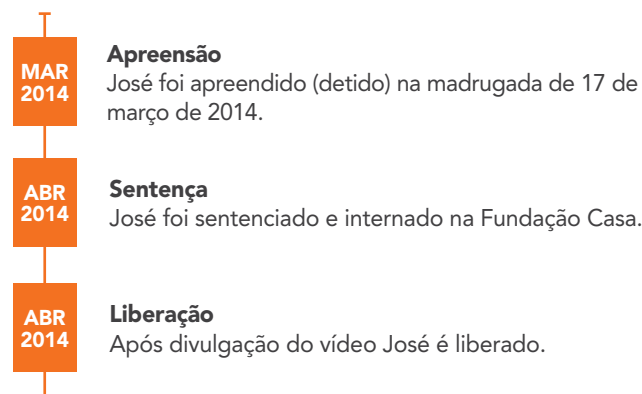 MAR
2014
Apreensão
José foi apreendido (detido) na madrugada de 17 de
março de 2014.
ABR
2014
Sentença
José foi sentenciado e internado na Fundação Casa.
ABR
2014
Liberação
Após divulgação do vídeo José é liberado.